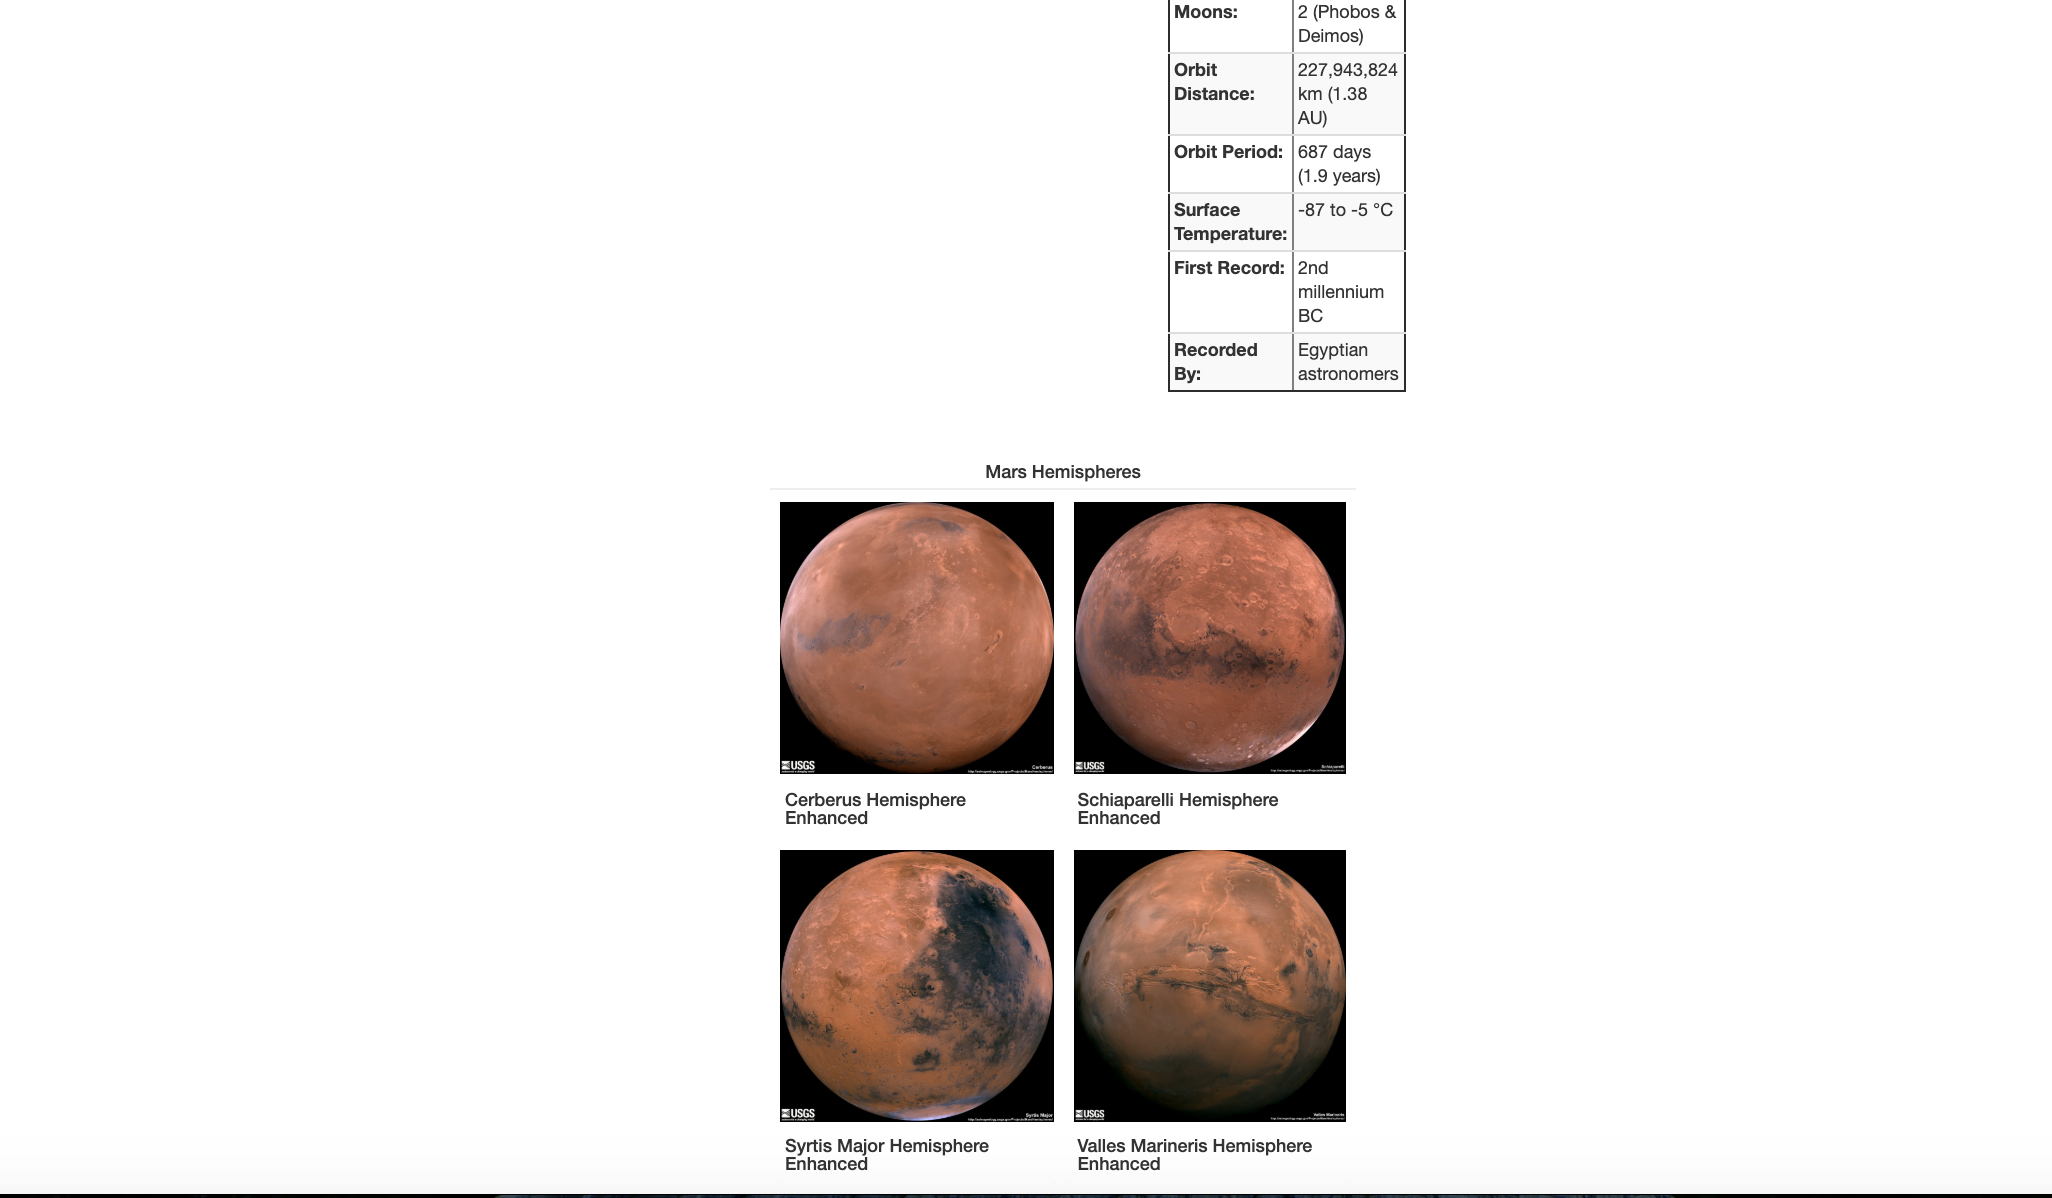 Moons: 2 (Phobos &
Deimos)
Orbit 227,943,824
Distance: km (1.38
AU)
Orbit Period: 687 days
(1.9 years)
Surface -87 to -5 °C
Temperature:
First Record: 2nd
millennium
BC
Recorded Egyptian
By: astronomers
Mars Hemispheres
USGS
Cerberus
USGS
Schiaparelli
Cerberus Hemisphere
Enhanced
Schiaparelli Hemisphere
Enhanced
USGS
Syrtis Major
USGS
Valles Marineris
Syrtis Major Hemisphere
Enhanced
Valles Marineris Hemisphere
Enhanced